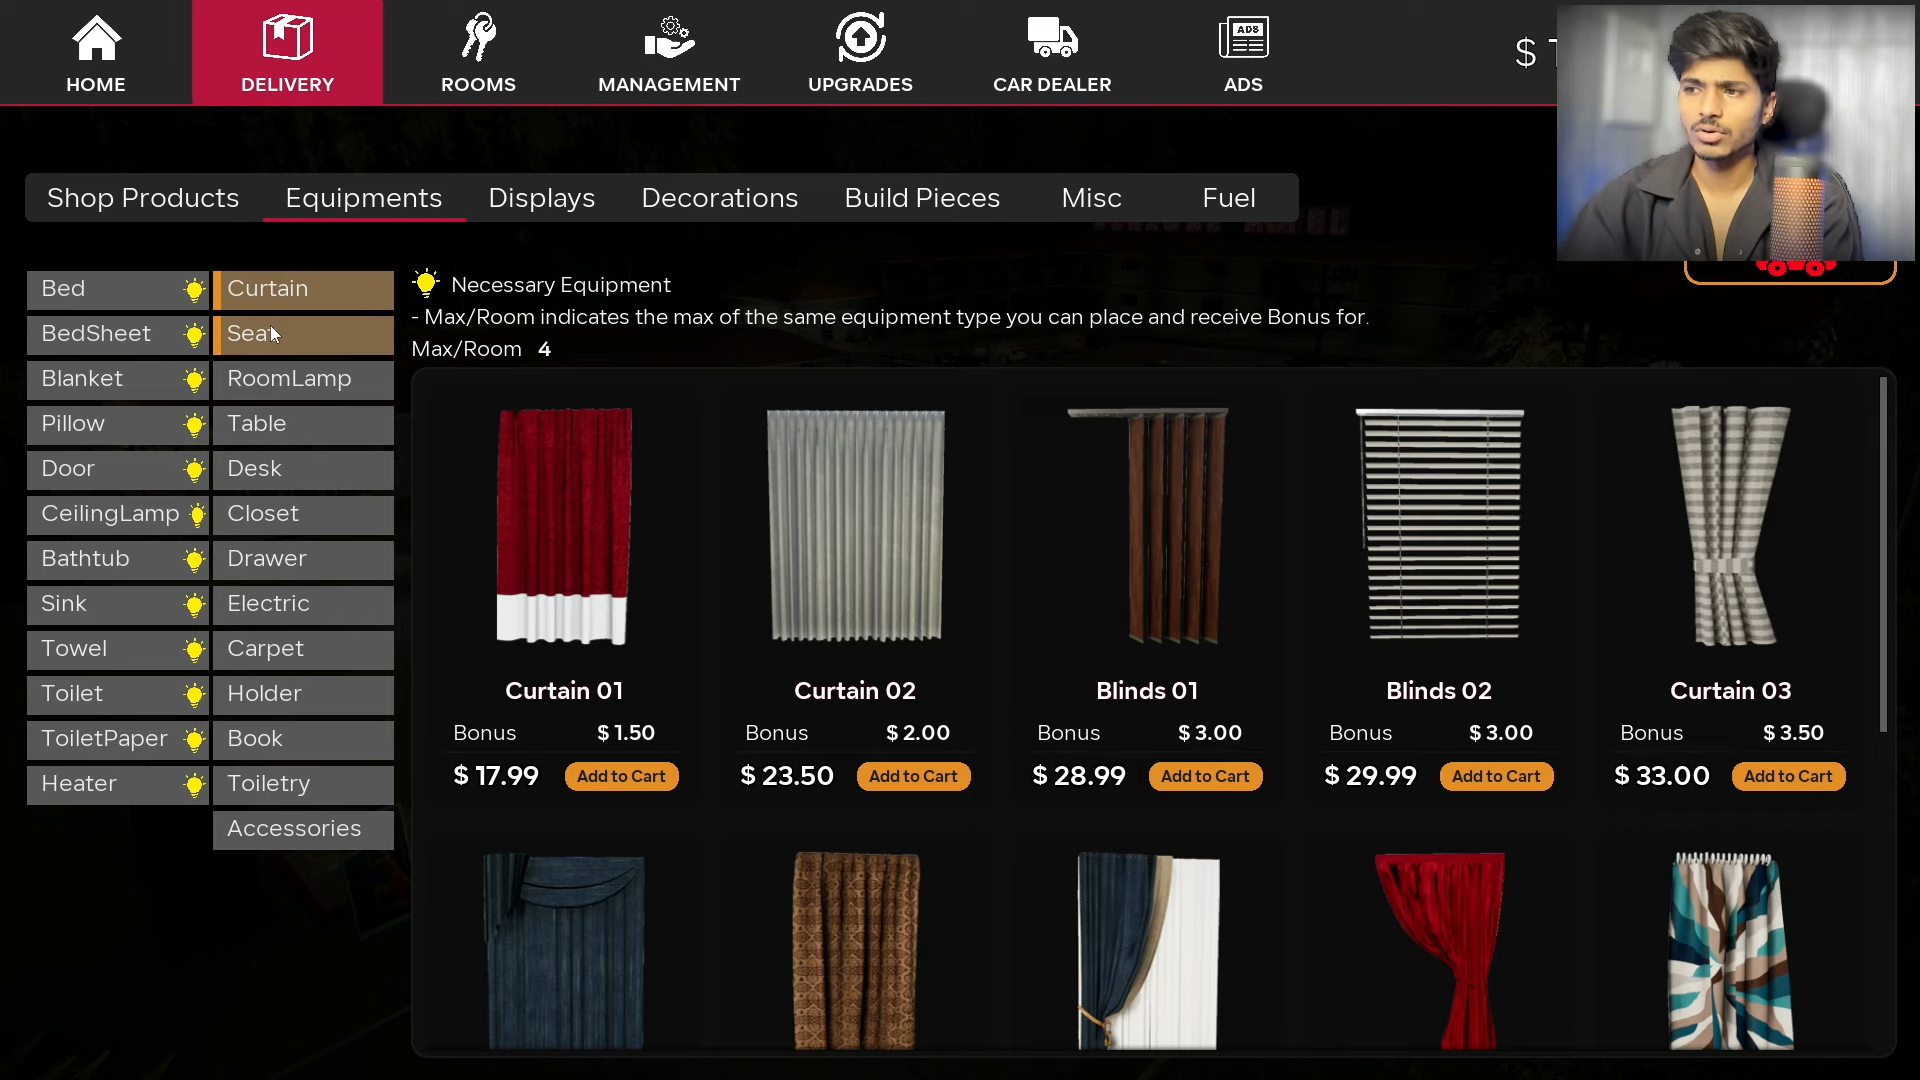 HOME
DELIVERY
ROOMS
MANAGEMENT
UPGRADES
CAR DEALER
ADS
ADS
$
Shop Products
Equipments
Displays
Decorations
Build Pieces
Misc
Fuel
Bed
Curtain
BedSheet
Seat
Blanket
RoomLamp
Pillow
Table
Door
Desk
CeilingLamp
Closet
Bathtub
Drawer
Sink
Electric
Towel
Carpet
Toilet
Holder
ToiletPaper
Book
Heater
Toiletry
Accessories
Necessary Equipment
- Max/Room indicates the max of the same equipment type you can place and receive Bonus for.
Max/Room 4
Curtain 01
Bonus $ 1.50
$ 17.99 Add to Cart
Curtain 02
Bonus $ 2.00
$ 23.50 Add to Cart
Blinds 01
Bonus $ 3.00
$ 28.99 Add to Cart
Blinds 02
Bonus $ 3.00
$ 29.99 Add to Cart
Curtain 03
Bonus $ 3.50
$ 33.00 Add to Cart